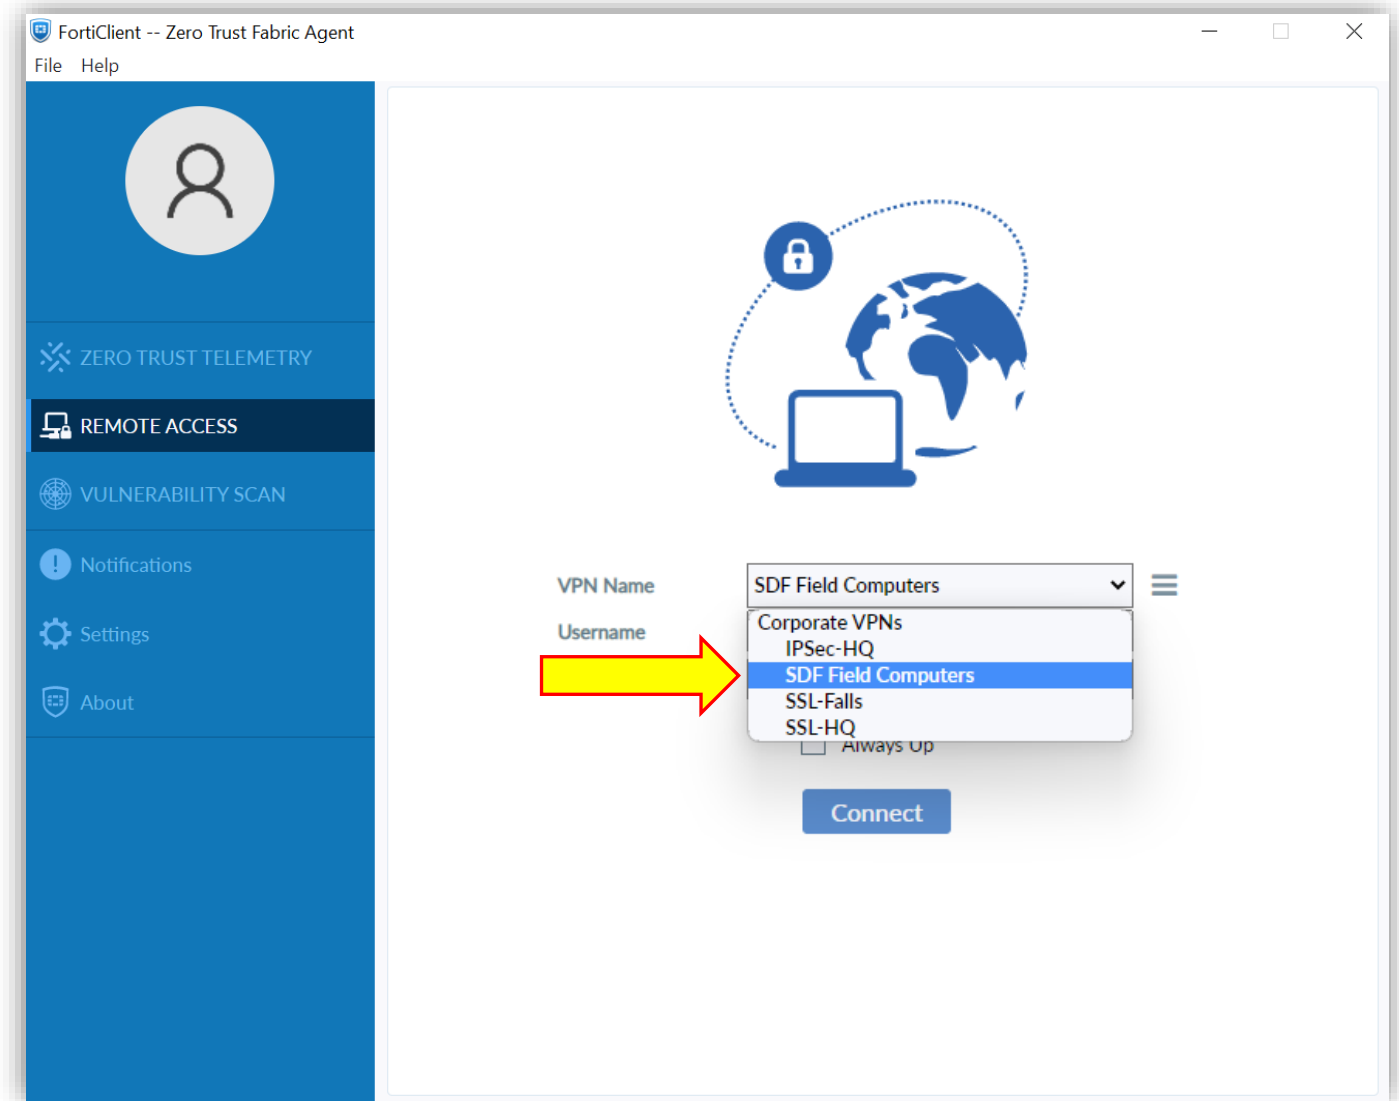 FortiClient -- Zero Trust Fabric Agent
File Help
ZERO TRUST TELEMETRY
REMOTE ACCESS
VULNERABILITY SCAN
Notifications
Settings
About
VPN Name
SDF Field Computers
Username
Corporate VPNs
IPSec-HQ
SDF Field Computers
SSL-Falls
SSL-HQ
Always Up
Connect